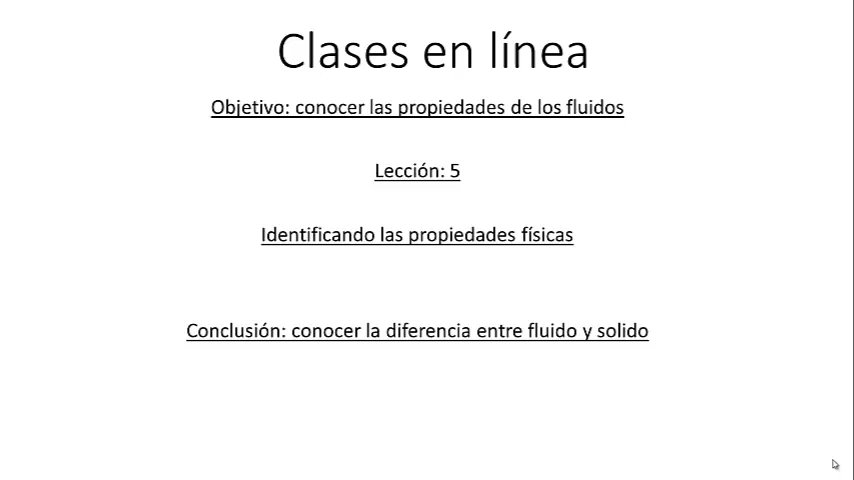 Clases en línea
Objetivo: conocer las propiedades de los fluidos
Lección: 5
Identificando las propiedades físicas
Conclusión: conocer la diferencia entre fluido y solido